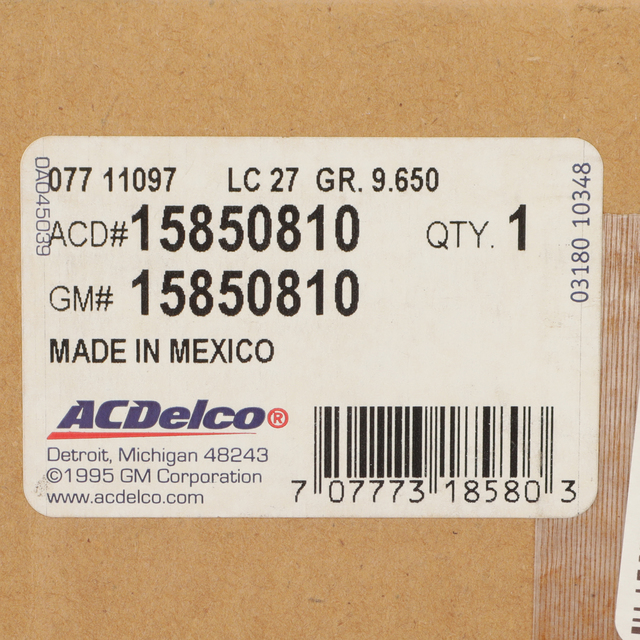 077 11097 LC 27 GR. 9.650
ACD# 15850810 QTY. 1
GM# 15850810
MADE IN MEXICO
ACDelco®
Detroit, Michigan 48243
©1995 GM Corporation
www.acdelco.com
7 07773 18580 3
0A045039
03180 10348